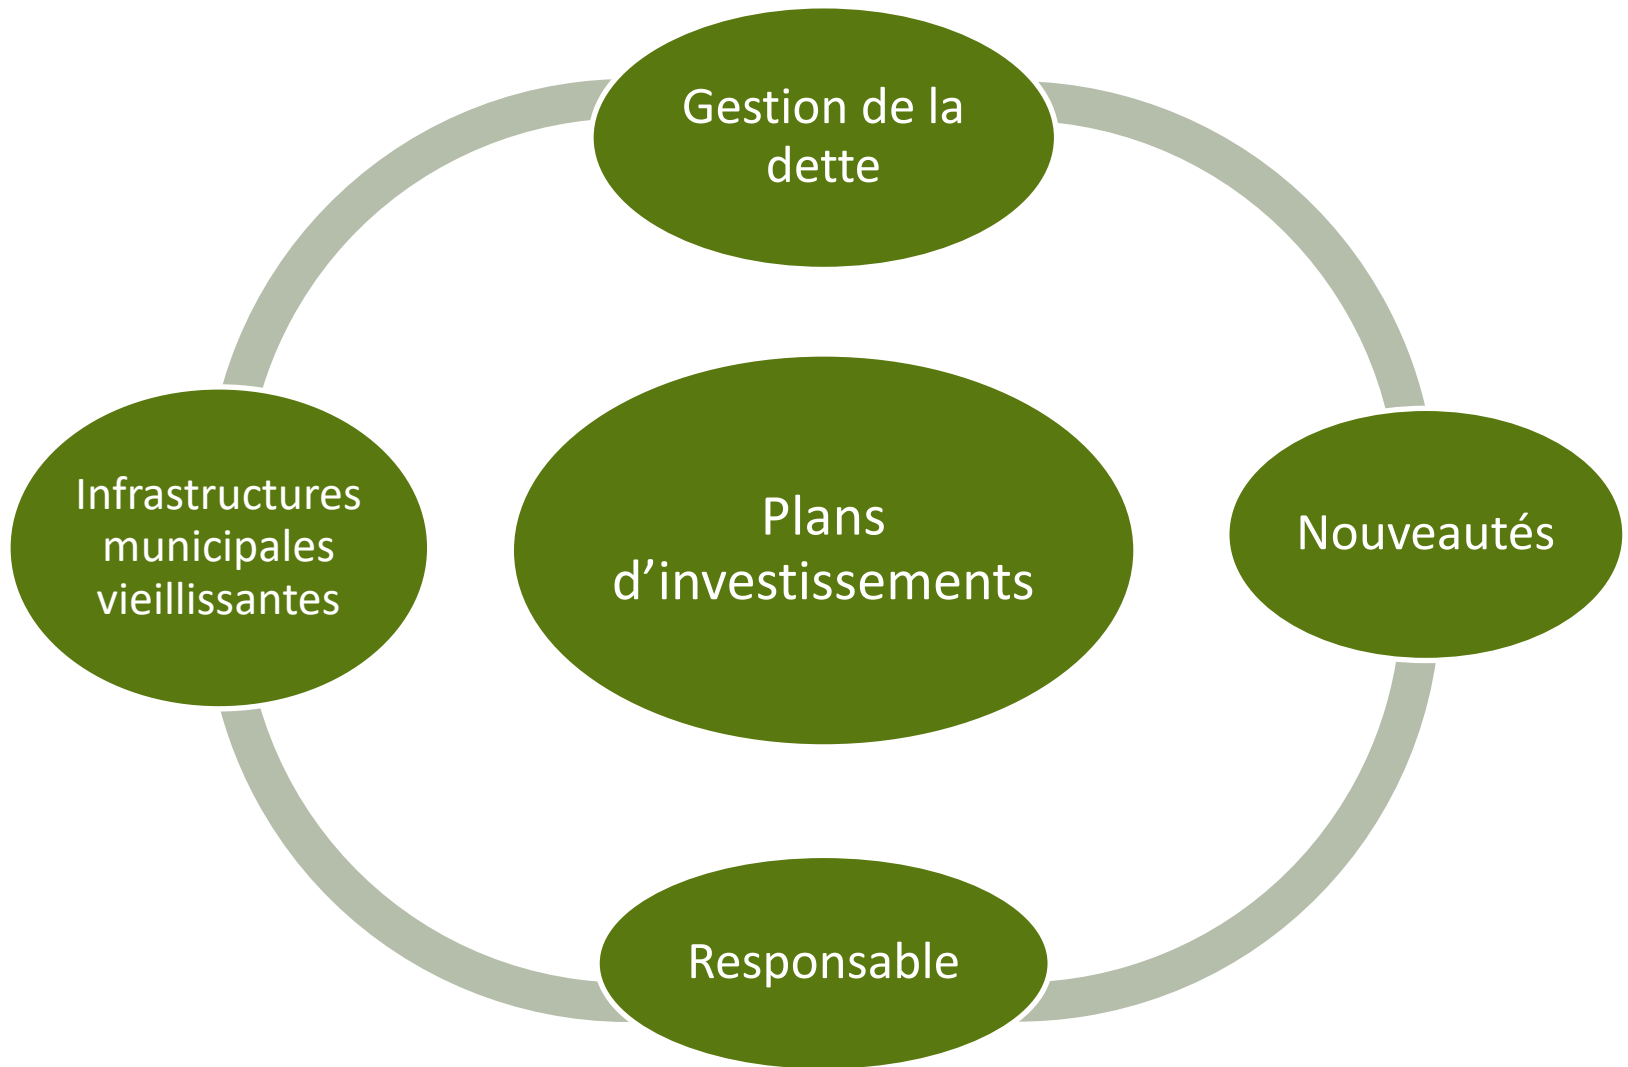 Gestion de la
dette
Infrastructures
municipales
vieillissantes
Plans
d’investissements
Nouveautés
Responsable